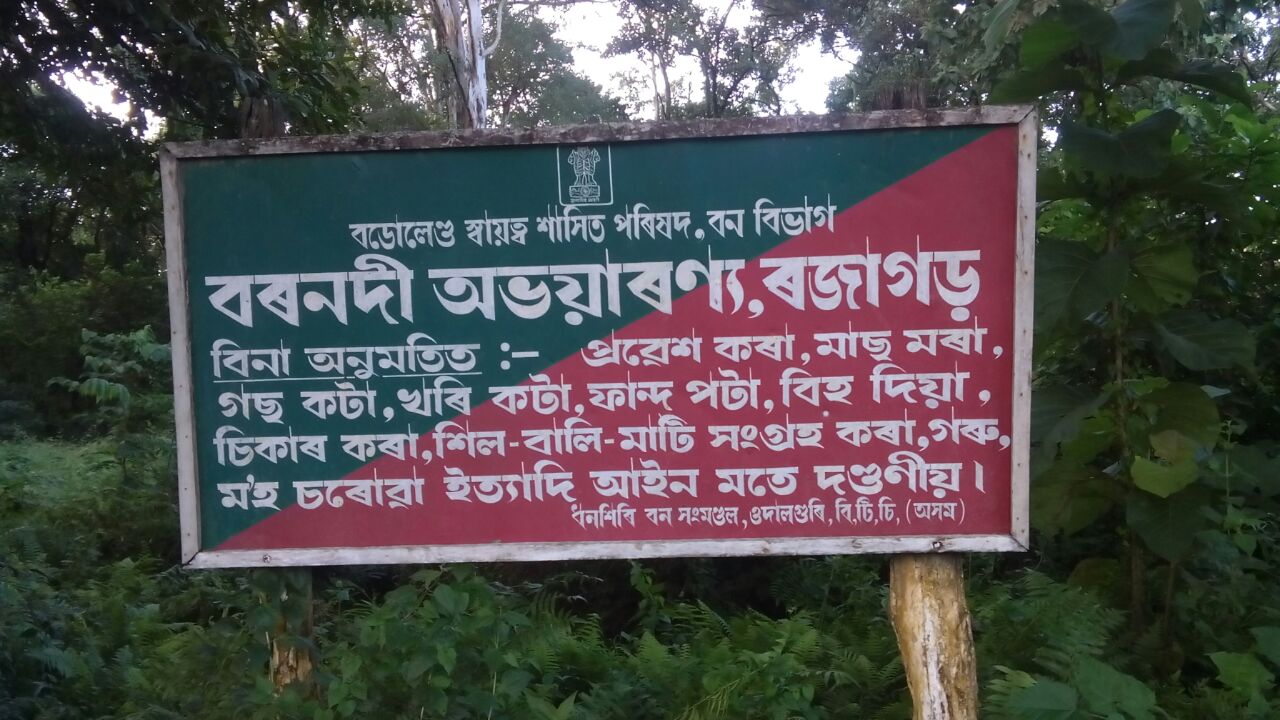 বড়োলেণ্ড স্বায়ত্ব শাসিত পৰিষদ, বন বিভাগ
বৰনদী অভয়াৰণ্য, ৰজাগড়
বিনা অনুমতিত :- প্ৰৱেশ কৰা, মাছ মৰা,
গছ কটা, খৰি কটা, ফান্দ পটা, বিহ দিয়া,
চিকাৰ কৰা, শিল-বালি-মাটি সংগ্ৰহ কৰা, গৰু,
ম'হ চৰোৱা ইত্যাদি আইন মতে দণ্ডণীয়।
ধনশিৰি বন সংমণ্ডল, ওদালগুৰি, বি,টি,চি, (অসম)